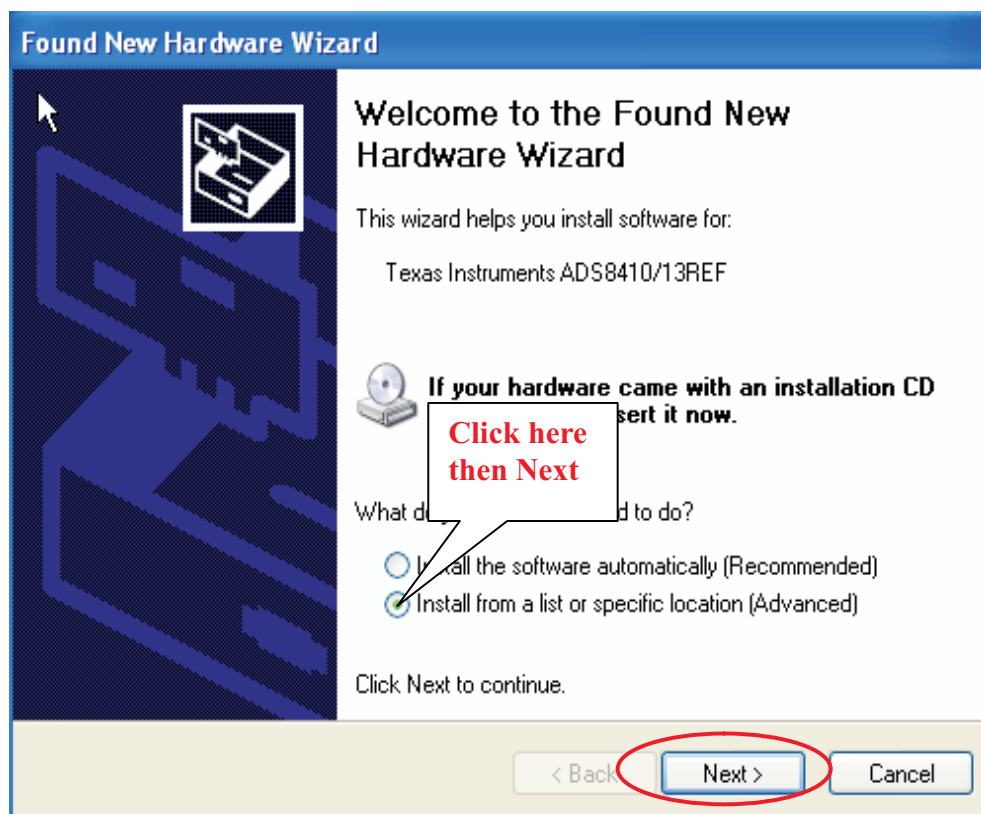 Found New Hardware Wizard
Welcome to the Found New
Hardware Wizard
This wizard helps you install software for:
Texas Instruments ADS8410/13REF
If your hardware came with an installation CD
sert it now.
Click here
then Next
What d
d to do?
all the software automatically (Recommended)
Install from a list or specific location (Advanced)
Click Next to continue.
< Back
Next >
Cancel